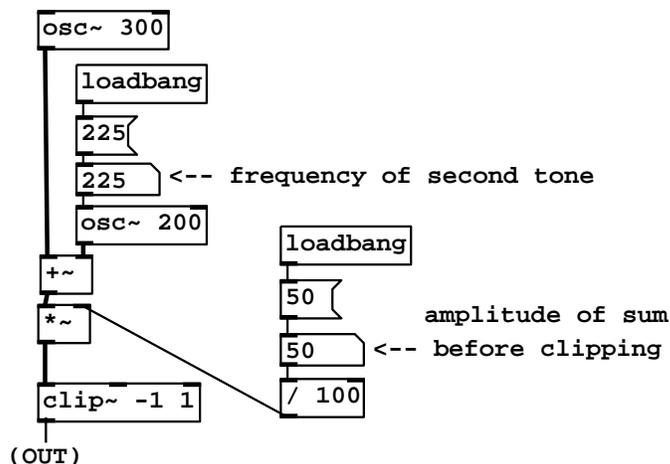 osc~ 300
loadbang
225
225
<-- frequency of second tone
osc~ 200
loadbang
+~
50
*~
amplitude of sum
50
<-- before clipping
/ 100
clip~ -1 1
(OUT)